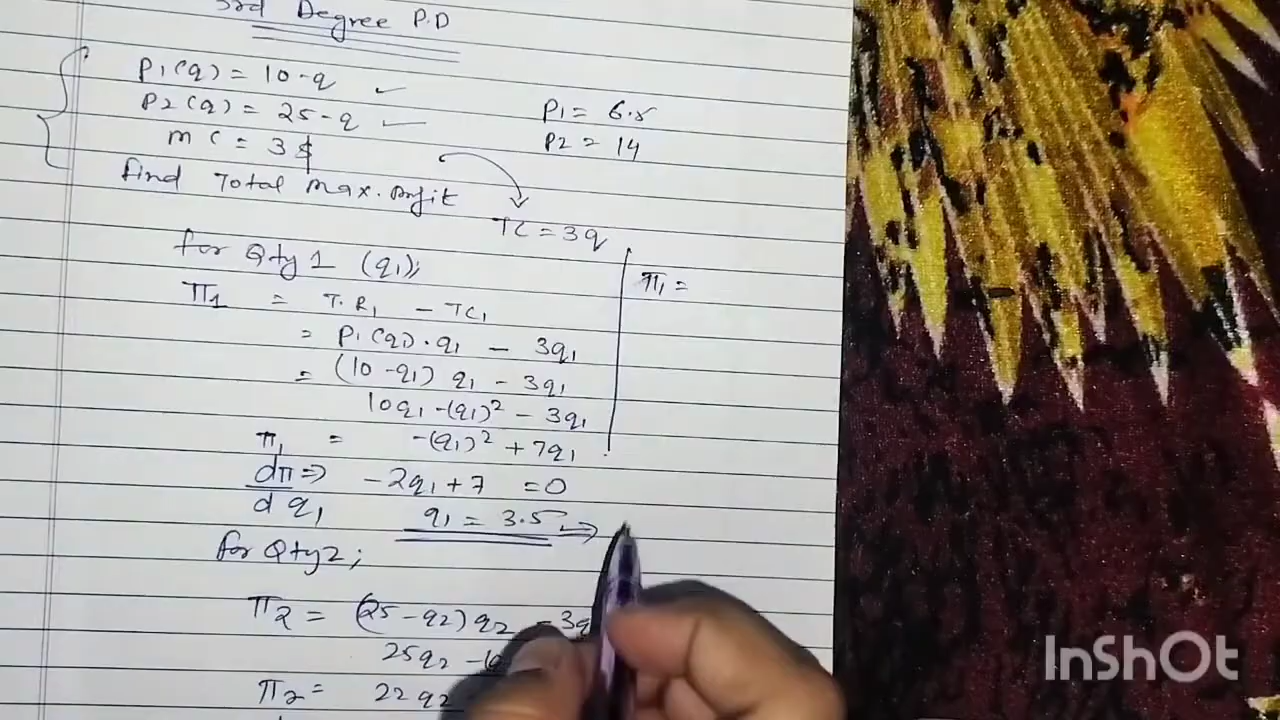 3rd Degree P.D
P1(q) = 10-q
P2(q) = 25-q
MC = 3$
find Total Max. Profit
P1 = 6.5
P2 = 14
TC = 3q
for Qty 1 (q1);
π1 = T.R1 - TC1
= P1(q1).q1 - 3q1
= (10-q1) q1 - 3q1
10q1 -(q1)² - 3q1
π1 = -(q1)² + 7q1
dπ/dq1 ⇒ -2q1 + 7 = 0
q1 = 3.5 ⇒
π1 =
for Qty2;
π2 = (25-q2) q2 - 3q
25q2 -
π2 = 22q2
InShOt